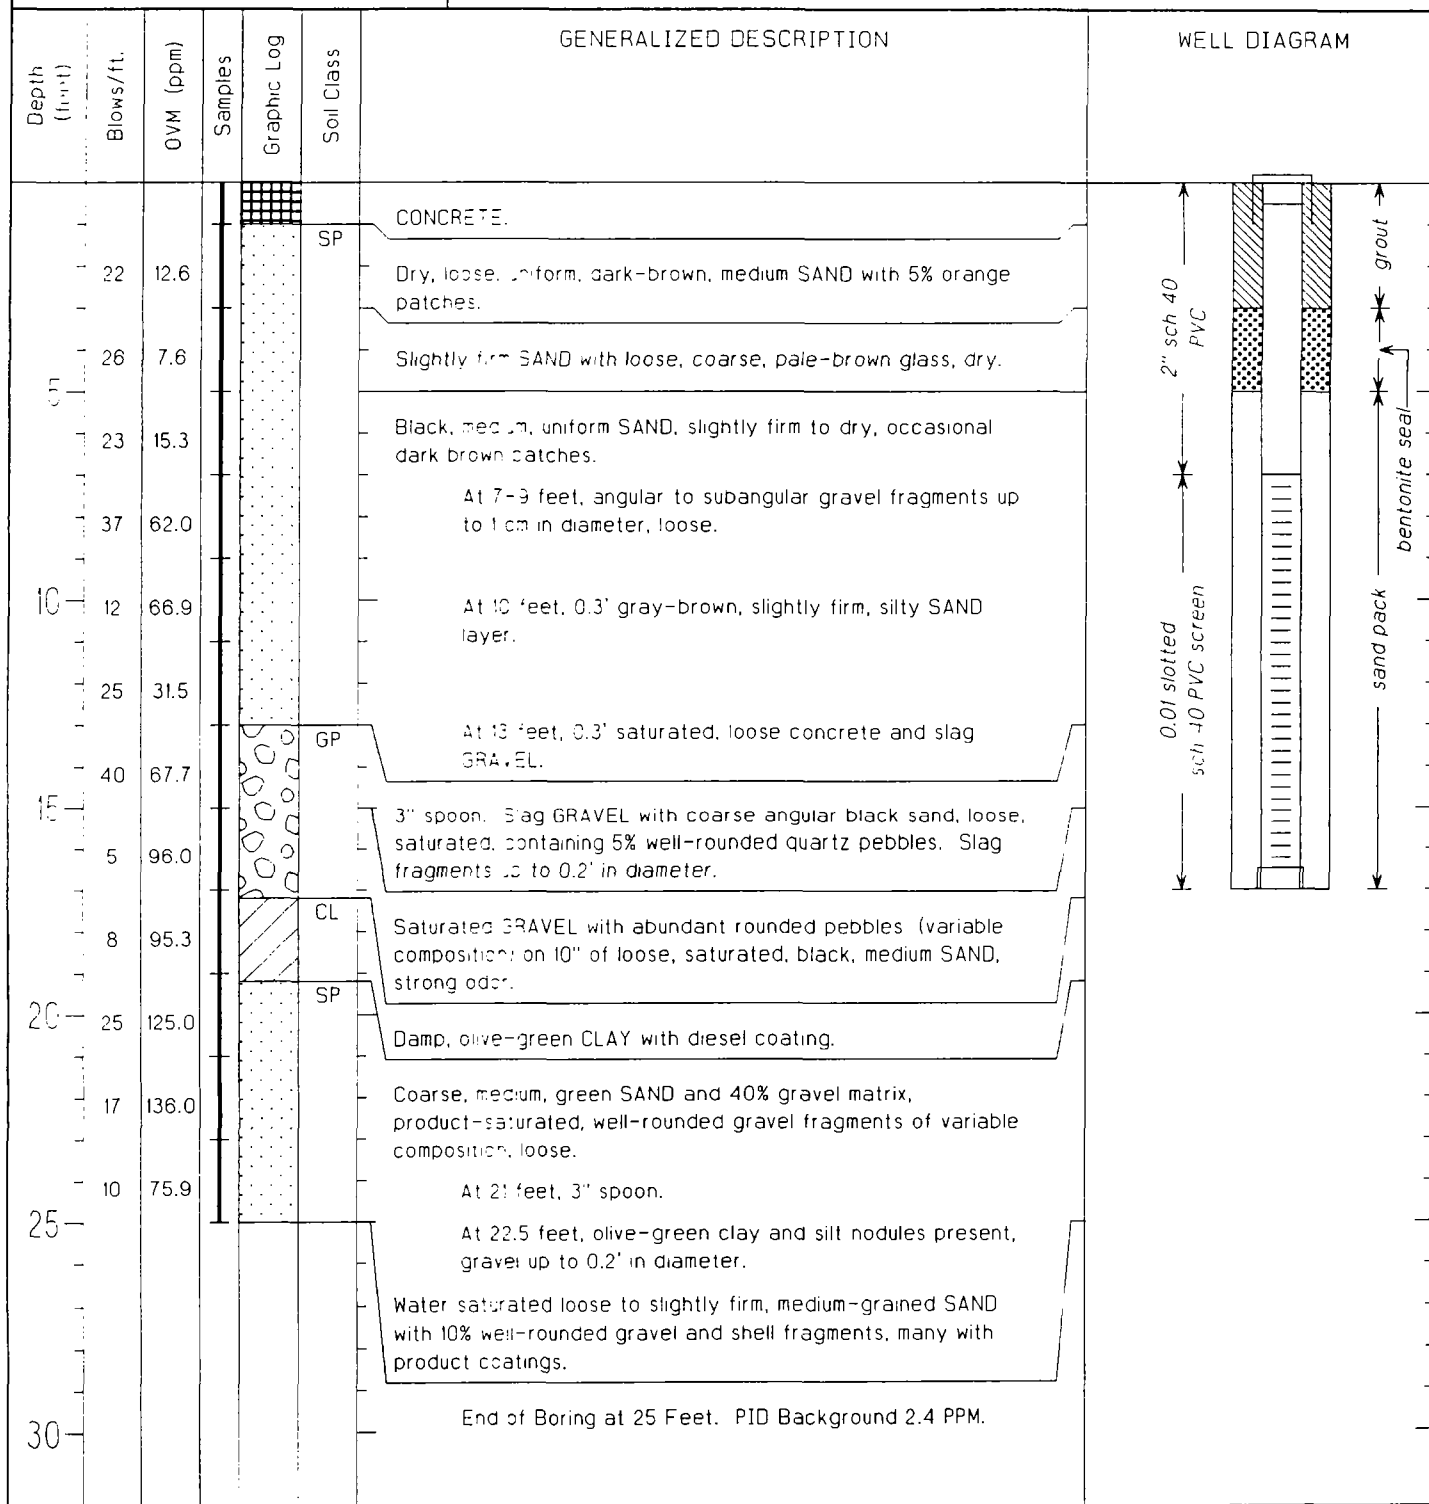 Depth
Blows/ft.
OVM (ppm)
Samples
Graphic Log
Soil Class
GENERALIZED DESCRIPTION
WELL DIAGRAM
CONCRETE.
SP
22 12.6
Dry, loose, uniform, dark-brown, medium SAND with 5% orange
patches.
26 7.6
Slightly firm SAND with loose, coarse, pale-brown glass, dry.
23 15.3
Black, medium, uniform SAND, slightly firm to dry, occasional
dark brown patches.
37 62.0
At 7-9 feet, angular to subangular gravel fragments up
to 1 cm in diameter, loose.
10 12 66.9
At 10 feet, 0.3' gray-brown, slightly firm, silty SAND
layer.
25 31.5
GP
At 13 feet, 0.3' saturated, loose concrete and slag
GRAVEL.
40 67.7
15
3" spoon. Slag GRAVEL with coarse angular black sand, loose,
saturated, containing 5% well-rounded quartz pebbles. Slag
fragments up to 0.2' in diameter.
5 96.0
CL
8 95.3
Saturated GRAVEL with abundant rounded pebbles (variable
composition) on 10" of loose, saturated, black, medium SAND,
strong odor.
SP
20 25 125.0
Damp, olive-green CLAY with diesel coating.
17 136.0
Coarse, medium, green SAND and 40% gravel matrix,
product-saturated, well-rounded gravel fragments of variable
composition, loose.
10 75.9
At 21 feet, 3" spoon.
25
At 22.5 feet, olive-green clay and silt nodules present,
gravel up to 0.2' in diameter.
Water saturated loose to slightly firm, medium-grained SAND
with 10% well-rounded gravel and shell fragments, many with
product coatings.
End of Boring at 25 Feet. PID Background 2.4 PPM.
30
2" sch 40
PVC
0.01 slotted
sch 40 PVC screen
grout
bentonite seal
sand pack